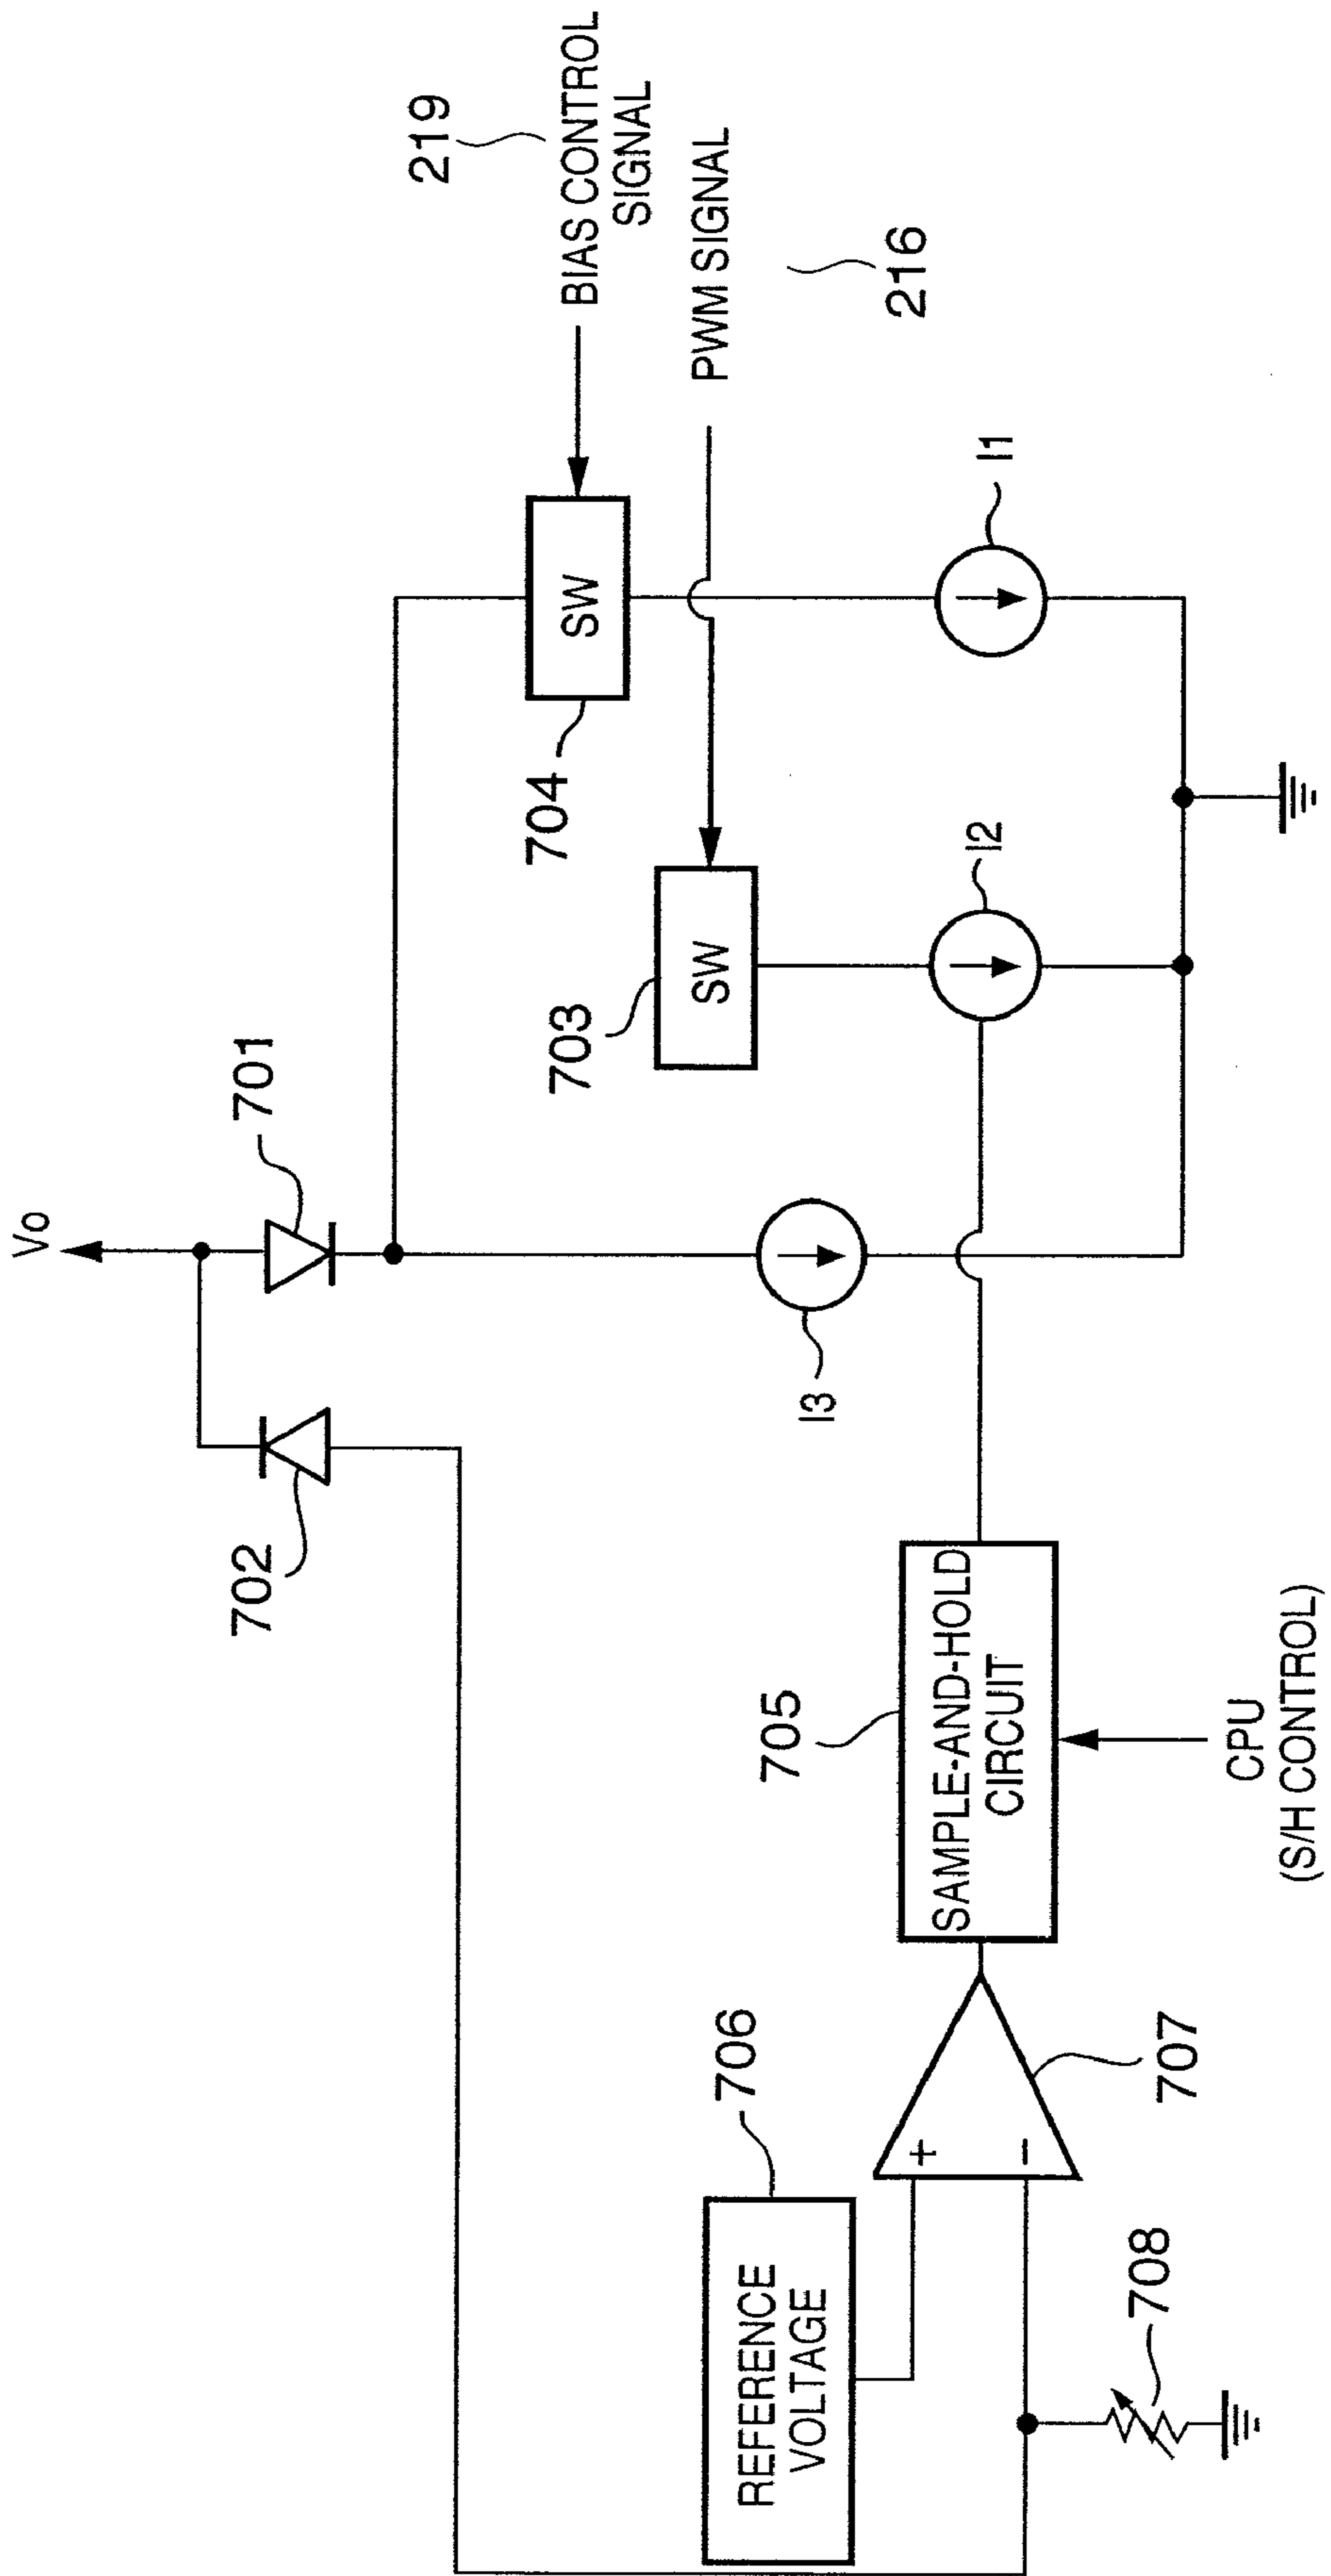 Vo
702
701
219
BIAS CONTROL
SIGNAL
PWM SIGNAL
216
SW
704
SW
703
I3
I2
I1
706
REFERENCE
VOLTAGE
+
−
707
708
705
SAMPLE-AND-HOLD
CIRCUIT
CPU
(S/H CONTROL)